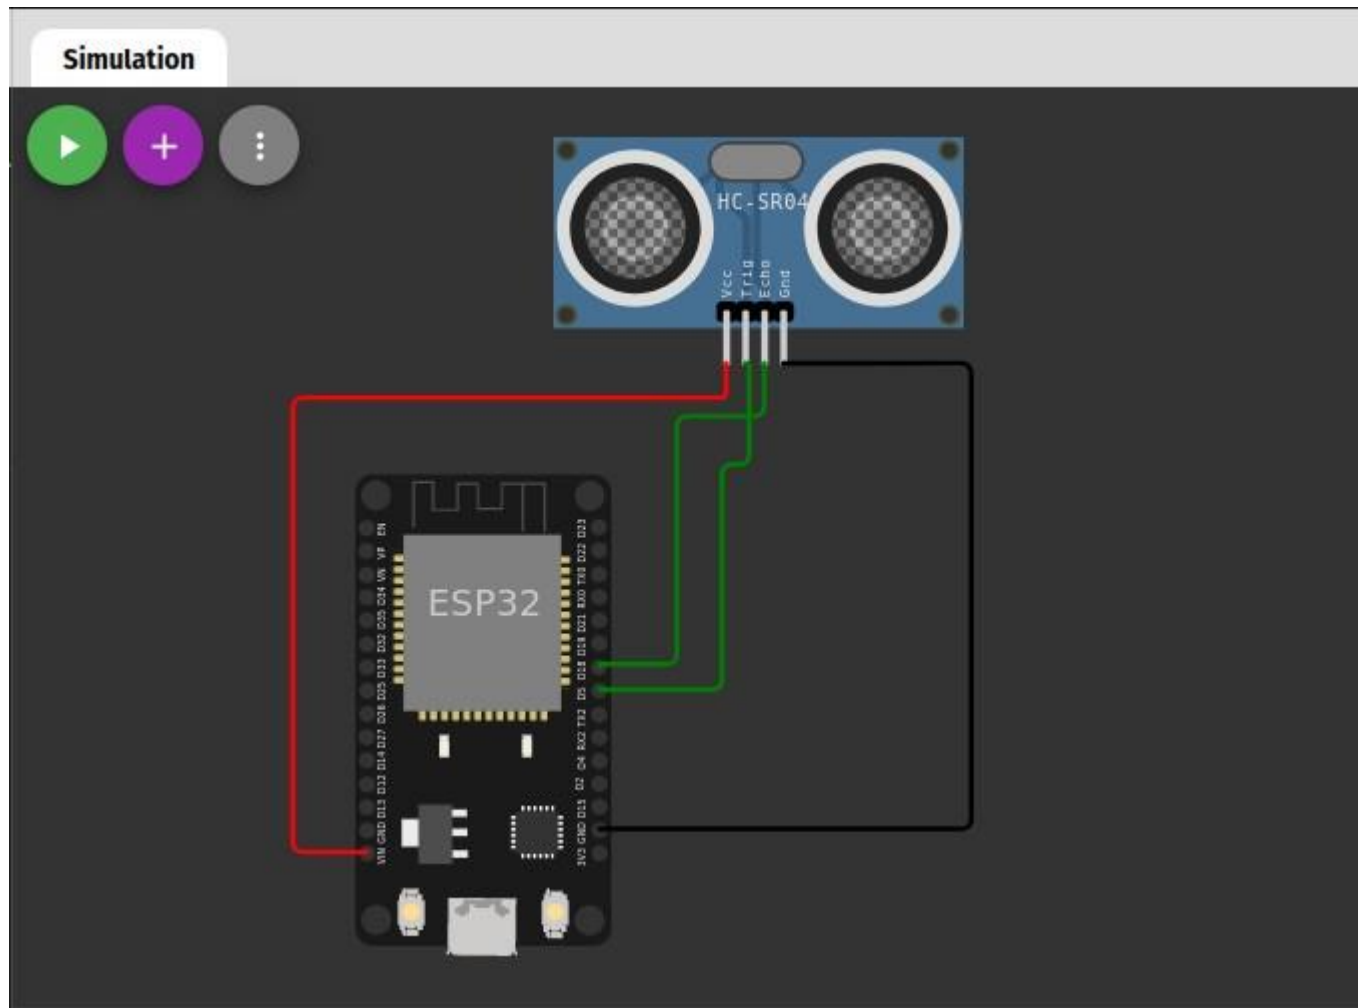 Simulation
HC-SR04
Vcc
Trig
Echo
Gnd
ESP32
EN
VP
VN
D34
D35
D32
D33
D25
D26
D27
D14
D12
D13
GND
VIN
D23
D22
TX0
RX0
D21
D19
D18
D5
TX2
RX2
D4
D2
D15
GND
3V3